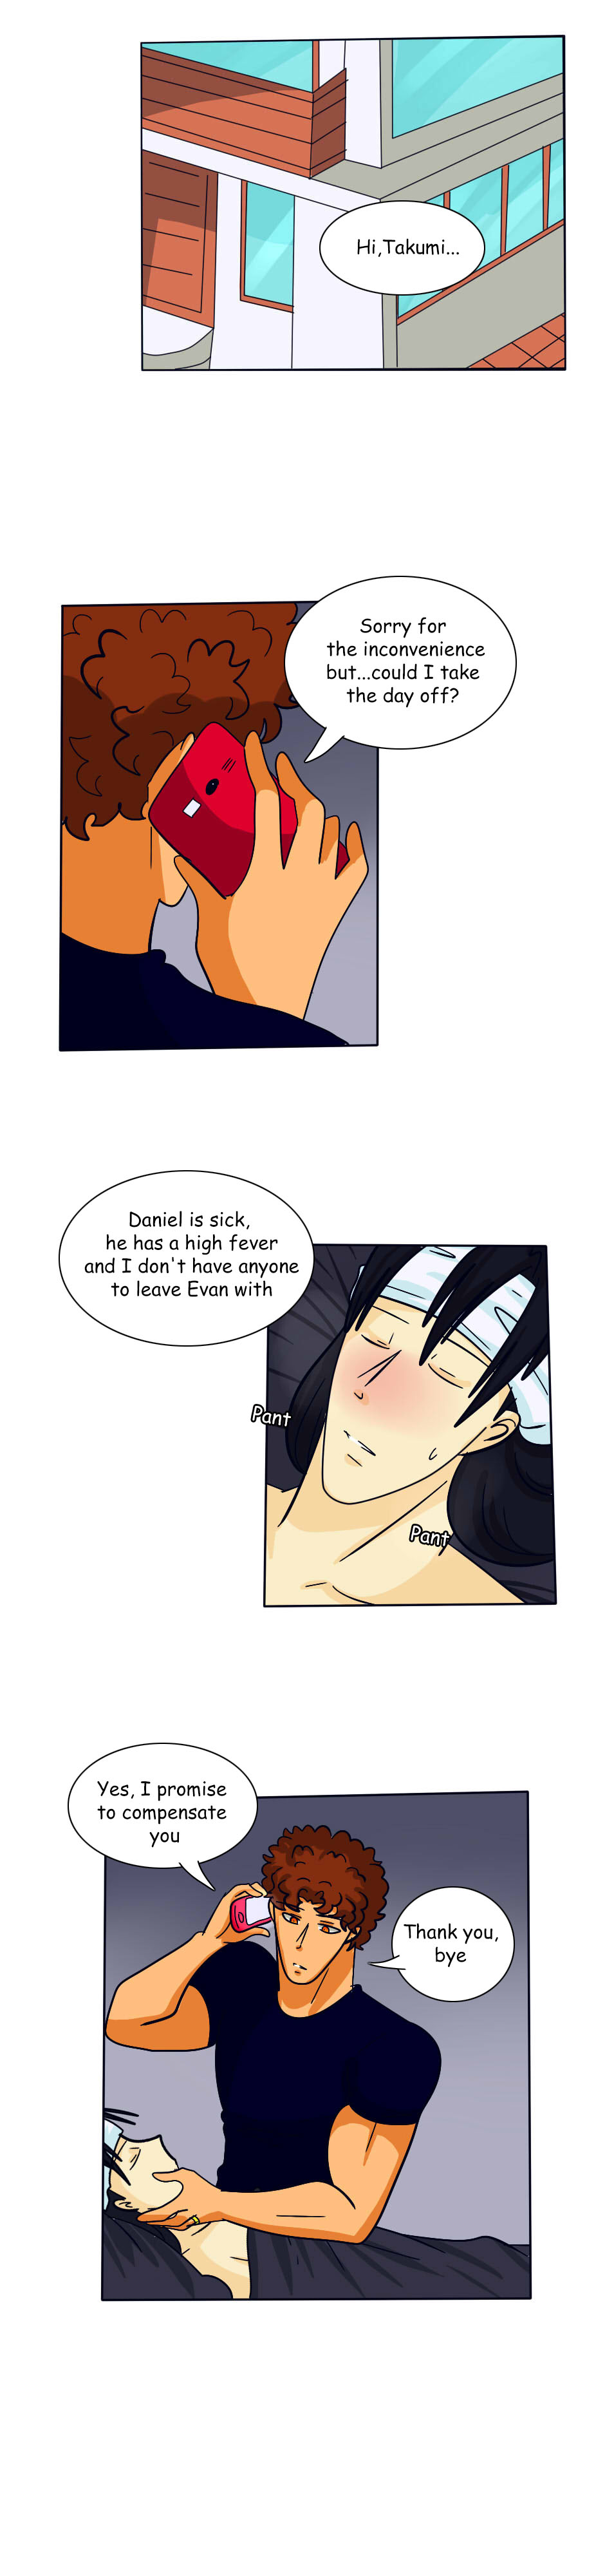 Hi,Takumi...
Sorry for
the inconvenience
but...could I take
the day off?
Daniel is sick,
he has a high fever
and I don't have anyone
to leave Evan with
Pant
Pant
Yes, I promise
to compensate
you
Thank you,
bye